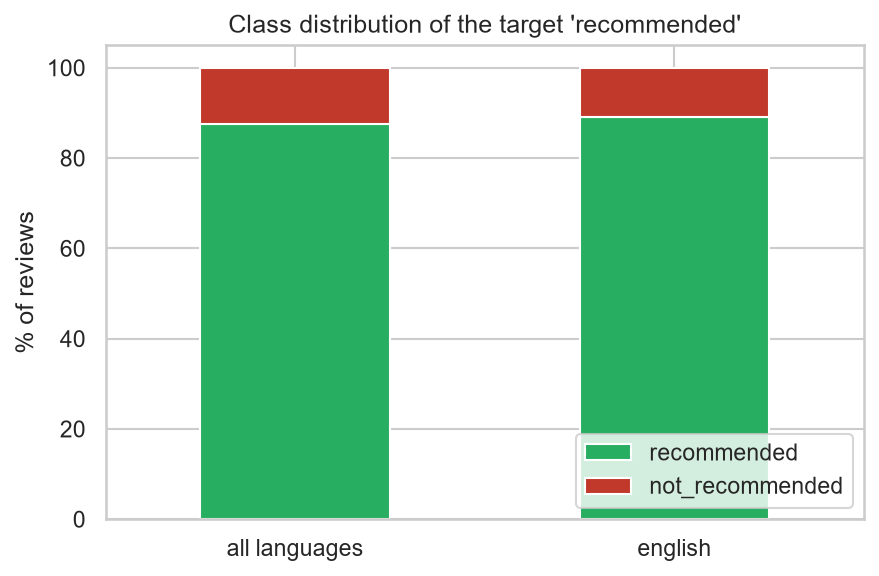 Class distribution of the target 'recommended'
100
80
60
40
20
0
% of reviews
all languages
english
recommended
not_recommended